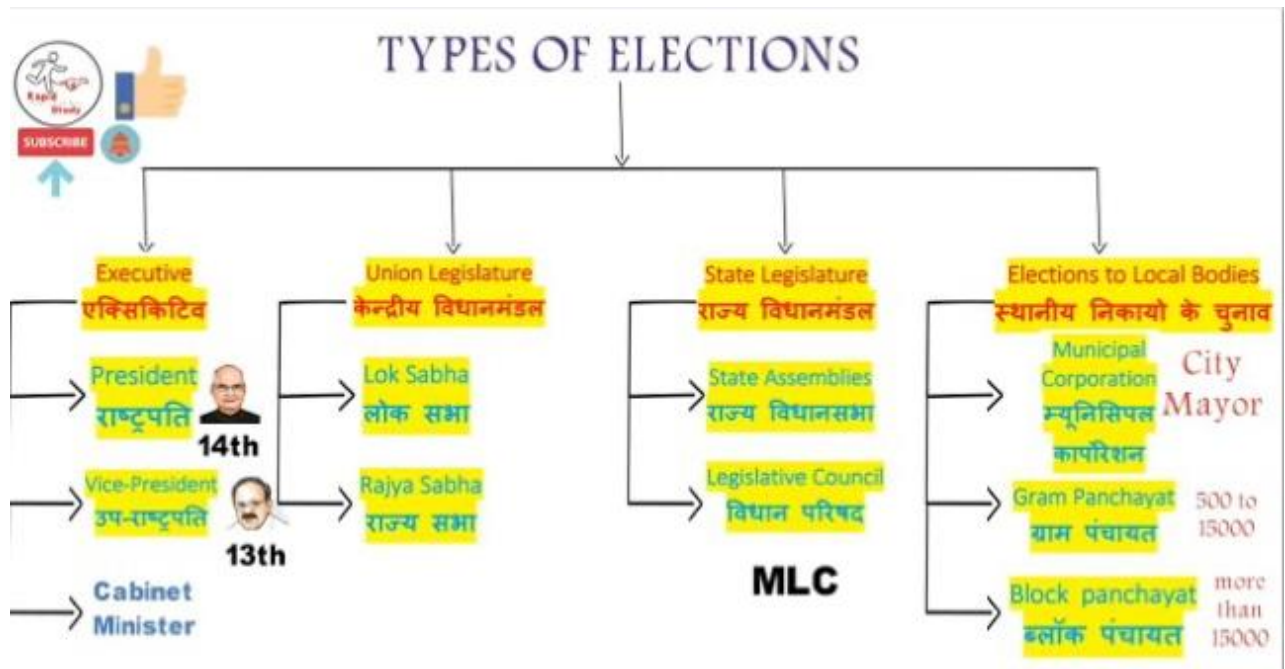 TYPES OF ELECTIONS
Rapid
Study
SUBSCRIBE
Executive
एक्सिकिटिव
President
राष्ट्रपति
14th
Vice-President
उप-राष्ट्रपति
13th
Cabinet
Minister
Union Legislature
केन्द्रीय विधानमंडल
Lok Sabha
लोक सभा
Rajya Sabha
राज्य सभा
State Legislature
राज्य विधानमंडल
State Assemblies
राज्य विधानसभा
Legislative Council
विधान परिषद
MLC
Elections to Local Bodies
स्थानीय निकायो के चुनाव
Municipal
Corporation
म्यूनिसिपल
कार्पोरेशन
City
Mayor
Gram Panchayat
ग्राम पंचायत
500 to
15000
Block panchayat
ब्लॉक पंचायत
more
than
15000